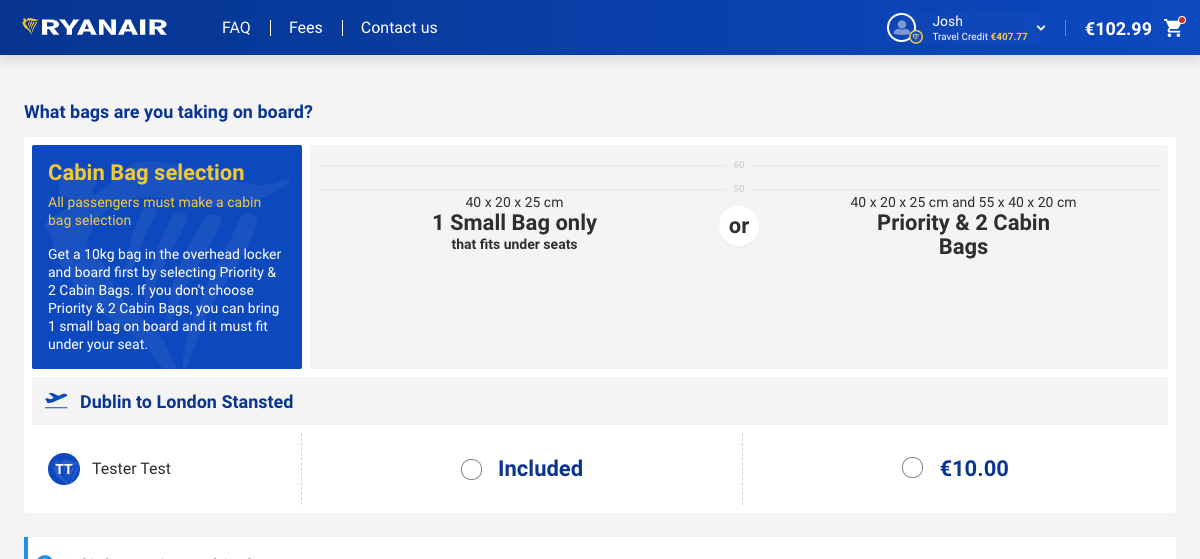 RYANAIR
FAQ
Fees
Contact us
Josh
Travel Credit €407.77
€102.99
What bags are you taking on board?
Cabin Bag selection
All passengers must make a cabin
bag selection
Get a 10kg bag in the overhead locker
and board first by selecting Priority &
2 Cabin Bags. If you don't choose
Priority & 2 Cabin Bags, you can bring
1 small bag on board and it must fit
under your seat.
60
50
40 x 20 x 25 cm
1 Small Bag only
that fits under seats
or
40 x 20 x 25 cm and 55 x 40 x 20 cm
Priority & 2 Cabin
Bags
Dublin to London Stansted
TT
Tester Test
Included
€10.00